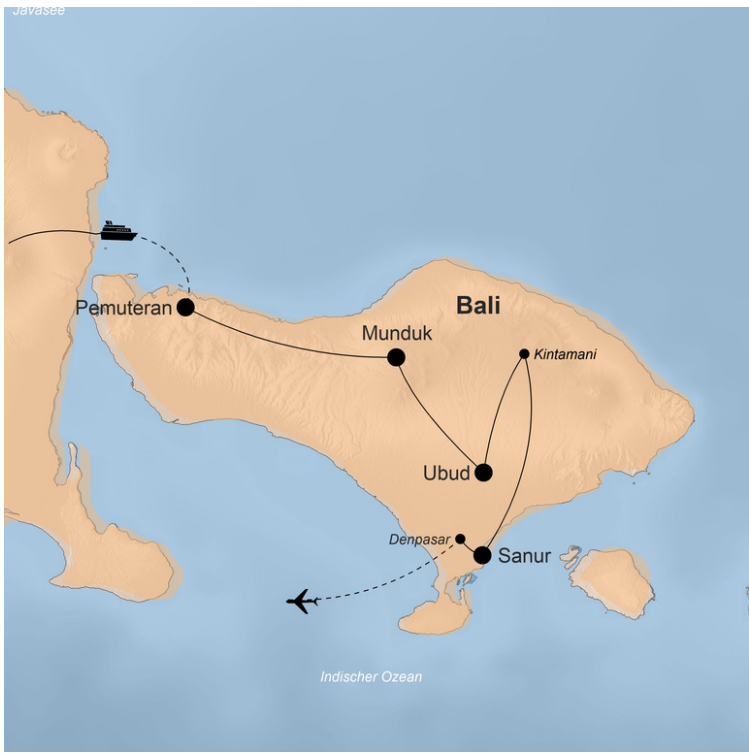 Javasee
Bali
Pemuteran
Munduk
Kintamani
Ubud
Denpasar
Sanur
Indischer Ozean